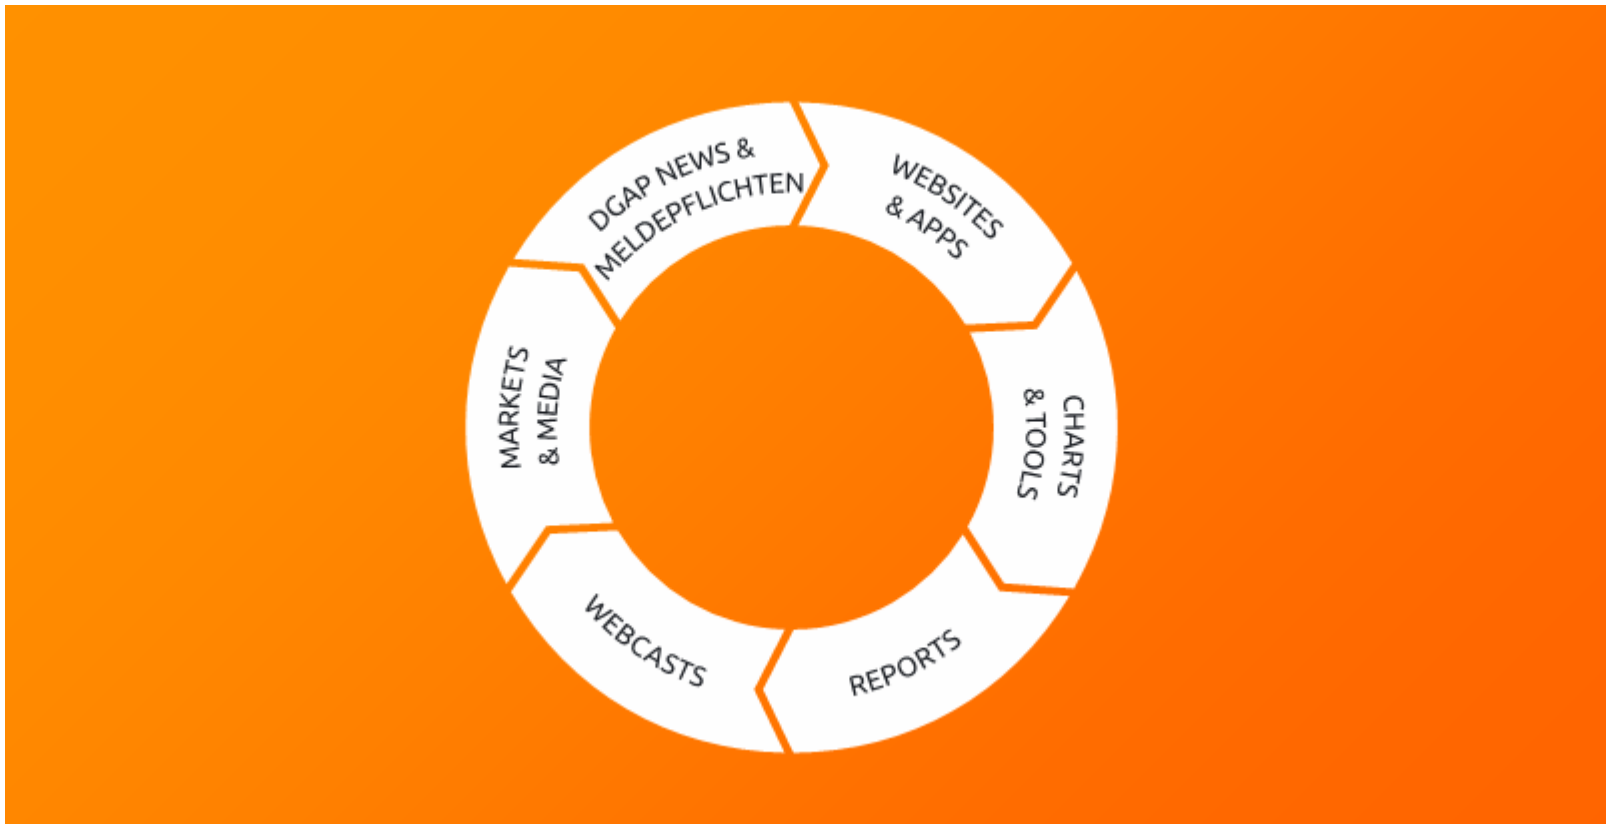 DGAP NEWS &
MELDEPFLICHTEN
WEBSITES
& APPS
CHARTS
& TOOLS
REPORTS
WEBCASTS
MARKETS
& MEDIA